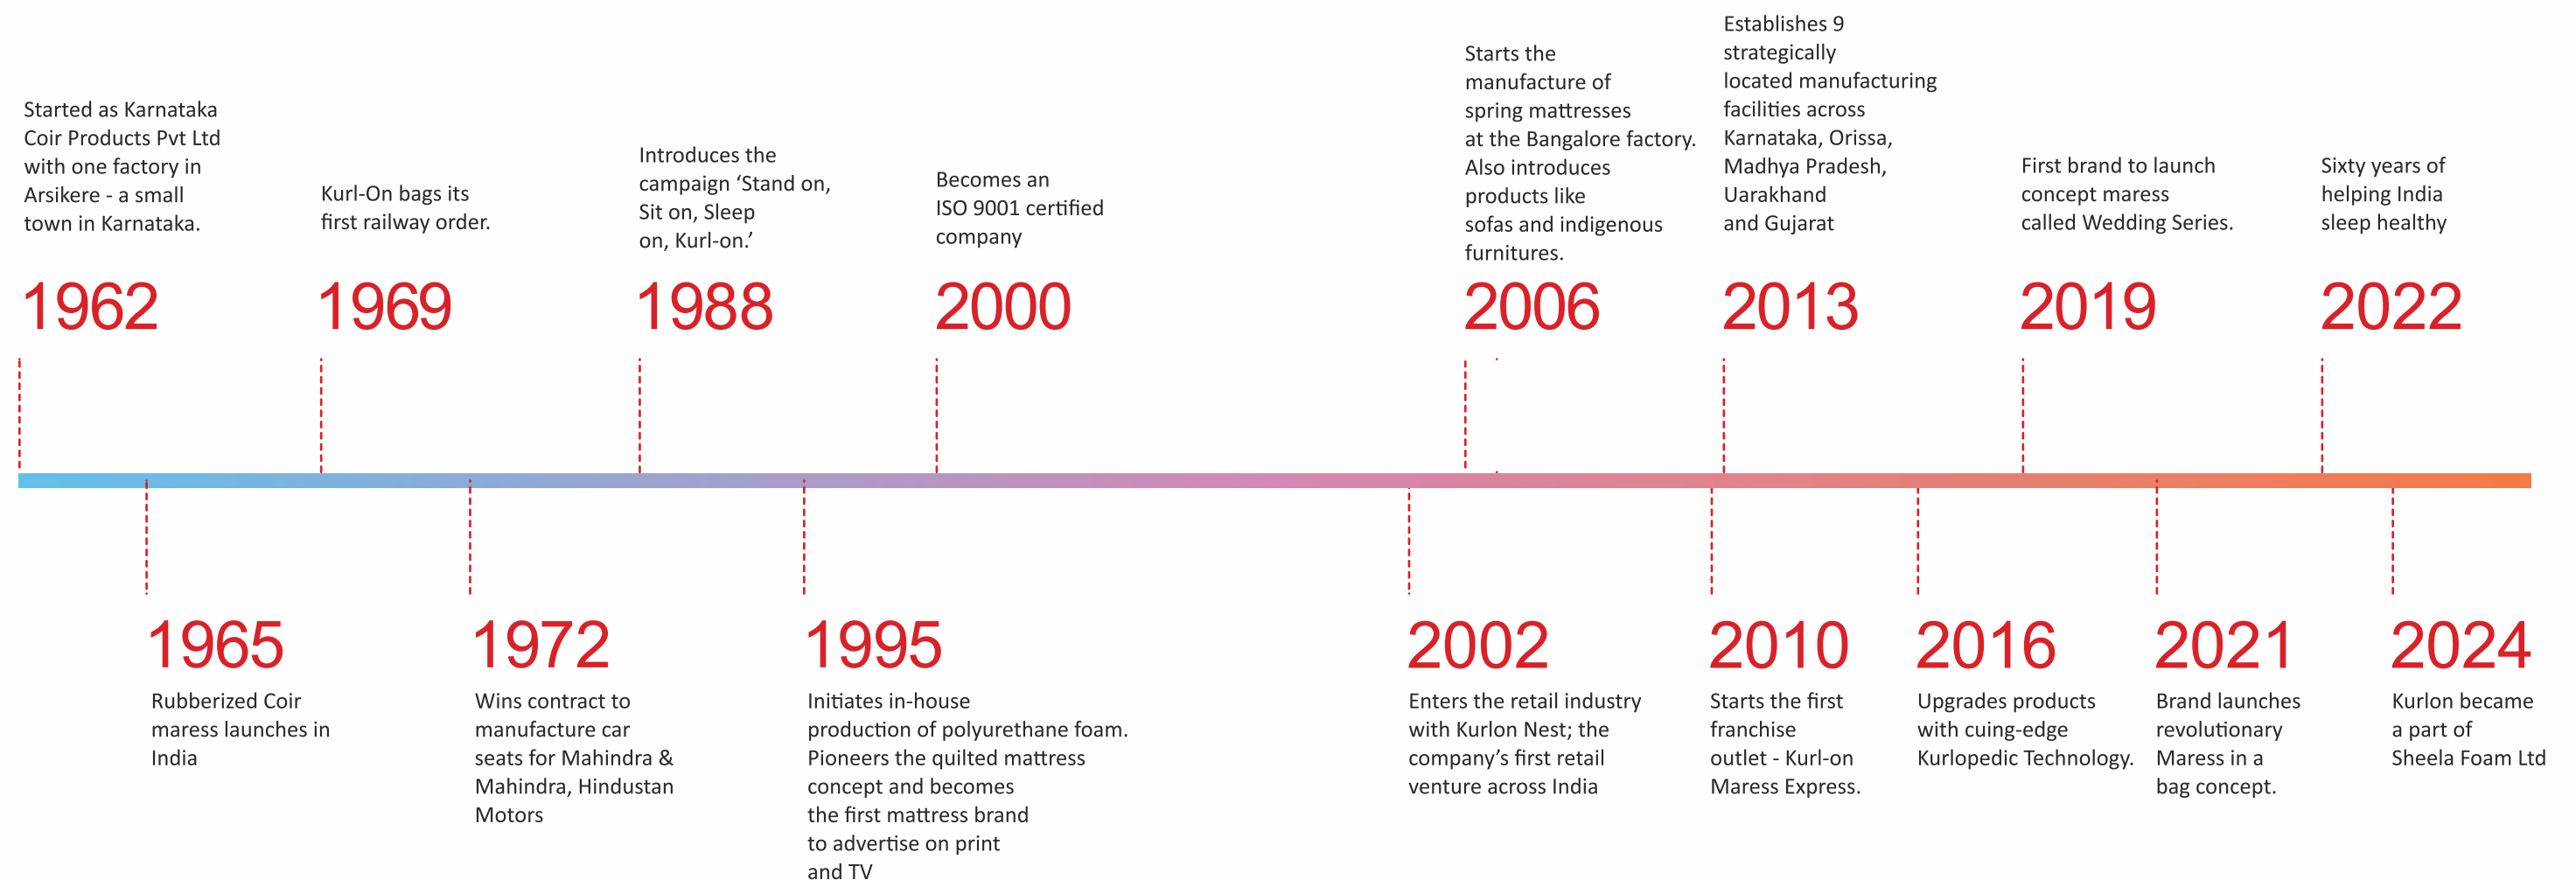 Started as Karnataka
Coir Products Pvt Ltd
with one factory in
Arsikere - a small
town in Karnataka.
1962
Kurl-On bags its
first railway order.
1969
Introduces the
campaign ‘Stand on,
Sit on, Sleep
on, Kurl-on.’
1988
Becomes an
ISO 9001 certified
company
2000
Starts the
manufacture of
spring mattresses
at the Bangalore factory.
Also introduces
products like
sofas and indigenous
furnitures.
2006
Establishes 9
strategically
located manufacturing
facilities across
Karnataka, Orissa,
Madhya Pradesh,
Uarakhand
and Gujarat
2013
First brand to launch
concept maress
called Wedding Series.
2019
Sixty years of
helping India
sleep healthy
2022
1965
Rubberized Coir
maress launches in
India
1972
Wins contract to
manufacture car
seats for Mahindra &
Mahindra, Hindustan
Motors
1995
Initiates in-house
production of polyurethane foam.
Pioneers the quilted mattress
concept and becomes
the first mattress brand
to advertise on print
and TV
2002
Enters the retail industry
with Kurlon Nest; the
company’s first retail
venture across India
2010
Starts the first
franchise
outlet - Kurl-on
Maress Express.
2016
Upgrades products
with cuing-edge
Kurlopedic Technology.
2021
Brand launches
revolutionary
Maress in a
bag concept.
2024
Kurlon became
a part of
Sheela Foam Ltd